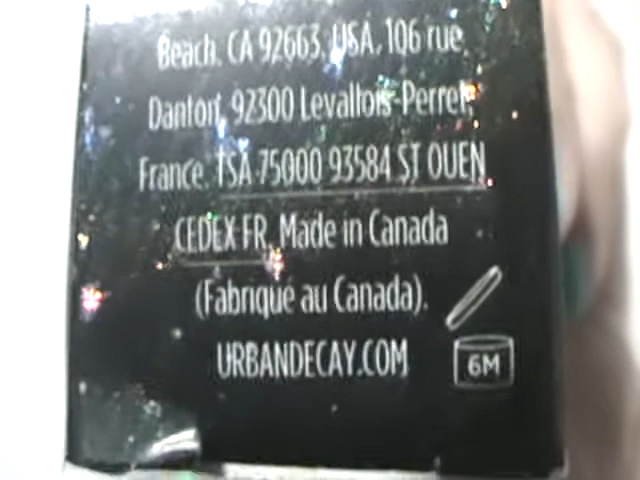 Beach, CA 92663, USA. 106 rue
Danton, 92300 Levallois-Perret,
France. TSA 75000 93584 ST OUEN
CEDEX FR. Made in Canada
(Fabriqué au Canada).
URBANDECAY.COM
6M